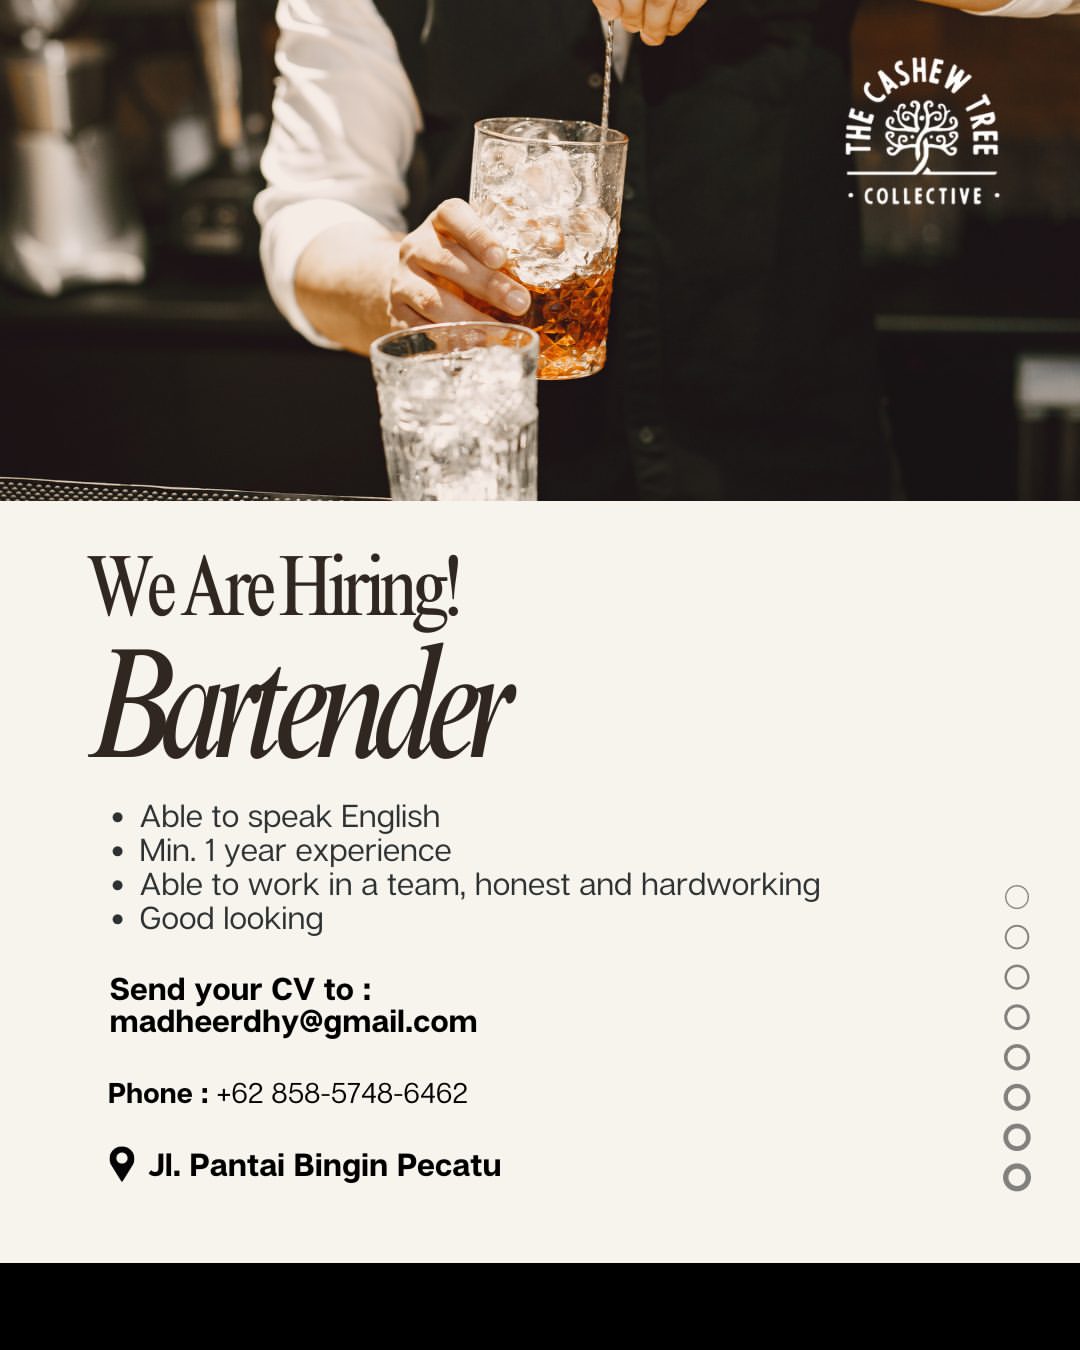 THE CASHEW TREE
• COLLECTIVE •
We Are Hiring!
Bartender
• Able to speak English
• Min. 1 year experience
• Able to work in a team, honest and hardworking
• Good looking
Send your CV to :
madheerdhy@gmail.com
Phone : +62 858-5748-6462
Jl. Pantai Bingin Pecatu